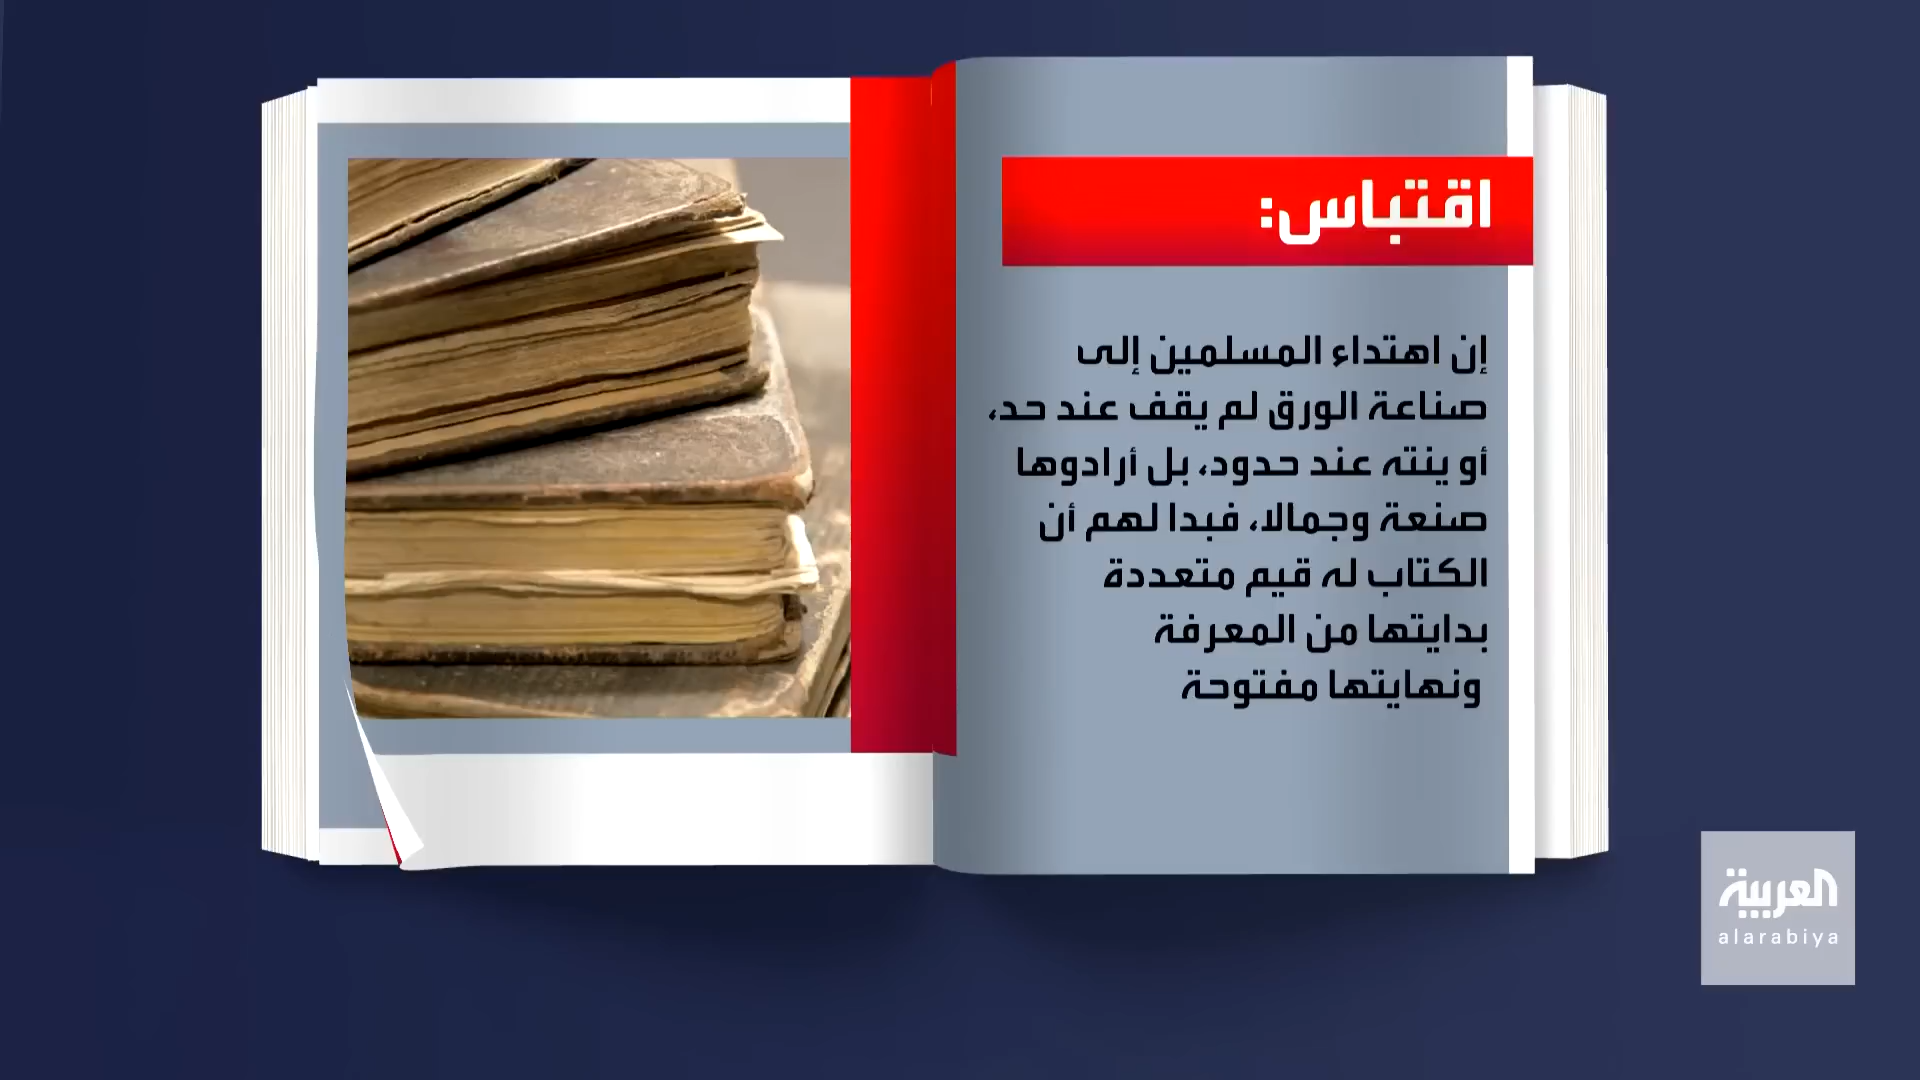 اقتباس:
إن اهتداء المسلمين إلى
صناعة الورق لم يقف عند حد،
أو ينته عند حدود، بل أرادوها
صنعة وجمالا، فبدا لهم أن
الكتاب له قيم متعددة
بدايتها من المعرفة
ونهايتها مفتوحة
العربية
alarabiya